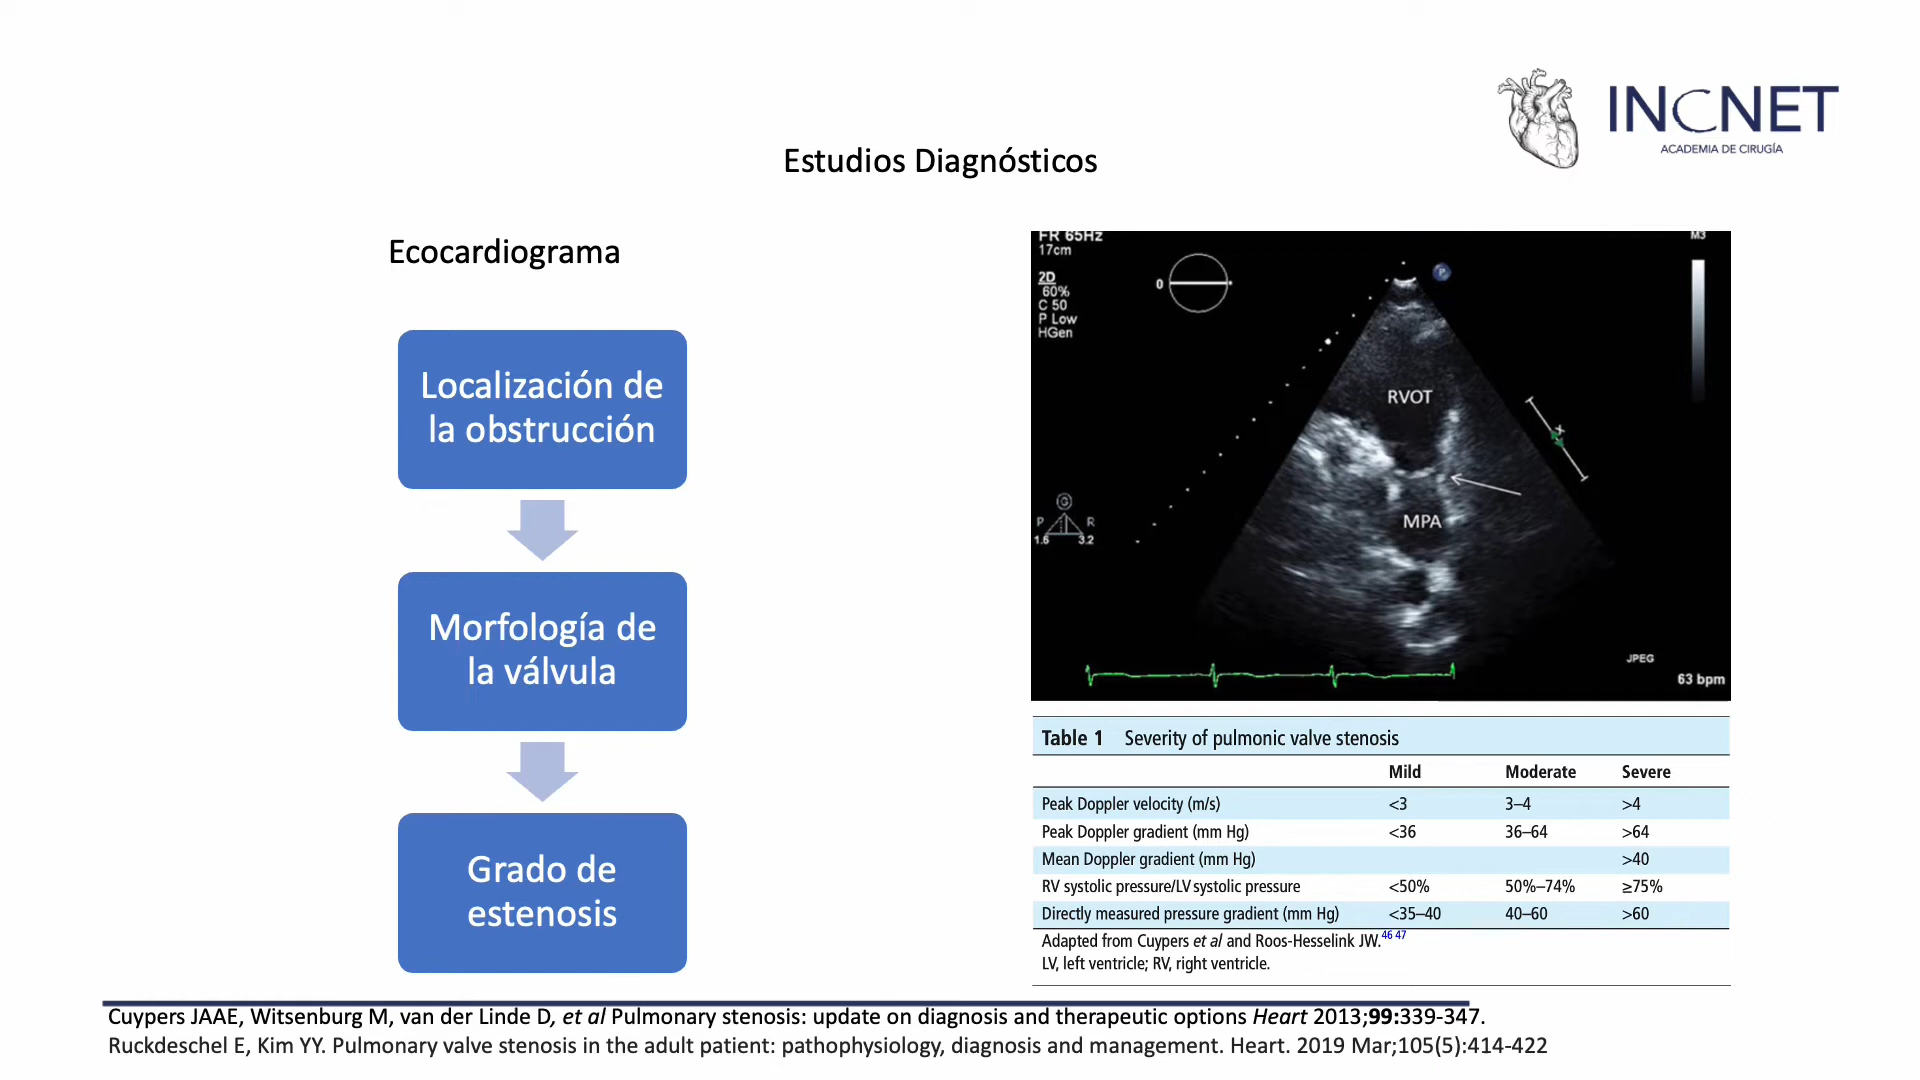 INCNET
ACADEMIA DE CIRUGÍA
Estudios Diagnósticos
Ecocardiograma
Localización de
la obstrucción
Morfología de
la válvula
Grado de
estenosis
FR 65Hz
17cm
2D
60%
C 50
P Low
HGen
M3
0
P
RVOT
MPA
G
P R
1.6 3.2
JPEG
63 bpm
Table 1 Severity of pulmonic valve stenosis
Mild Moderate Severe
Peak Doppler velocity (m/s) <3 3–4 >4
Peak Doppler gradient (mm Hg) <36 36–64 >64
Mean Doppler gradient (mm Hg) >40
RV systolic pressure/LV systolic pressure <50% 50%–74% ≥75%
Directly measured pressure gradient (mm Hg) <35–40 40–60 >60
Adapted from Cuypers et al and Roos-Hesselink JW.46 47
LV, left ventricle; RV, right ventricle.
Cuypers JAAE, Witsenburg M, van der Linde D, et al Pulmonary stenosis: update on diagnosis and therapeutic options Heart 2013;99:339-347.
Ruckdeschel E, Kim YY. Pulmonary valve stenosis in the adult patient: pathophysiology, diagnosis and management. Heart. 2019 Mar;105(5):414-422